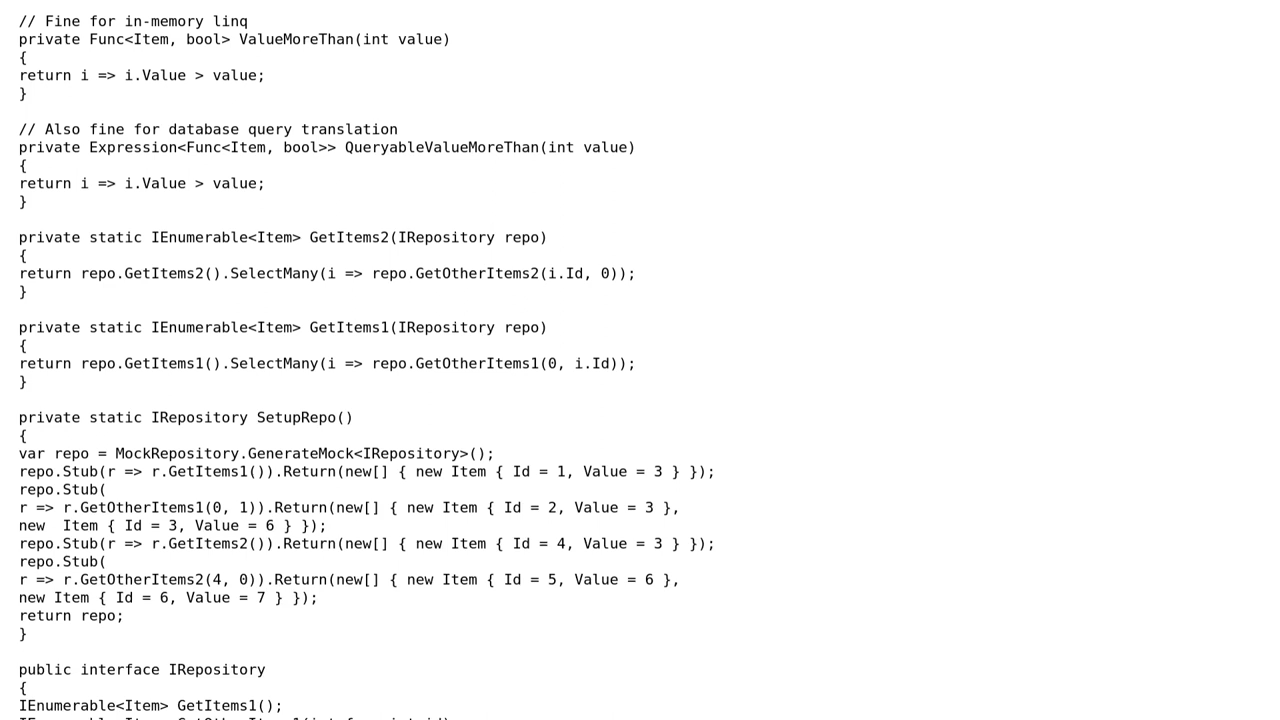 // Fine for in-memory linq
private Func<Item, bool> ValueMoreThan(int value)
{
return i => i.Value > value;
}
// Also fine for database query translation
private Expression<Func<Item, bool>> QueryableValueMoreThan(int value)
{
return i => i.Value > value;
}
private static IEnumerable<Item> GetItems2(IRepository repo)
{
return repo.GetItems2().SelectMany(i => repo.GetOtherItems2(i.Id, 0));
}
private static IEnumerable<Item> GetItems1(IRepository repo)
{
return repo.GetItems1().SelectMany(i => repo.GetOtherItems1(0, i.Id));
}
private static IRepository SetupRepo()
{
var repo = MockRepository.GenerateMock<IRepository>();
repo.Stub(r => r.GetItems1()).Return(new[] { new Item { Id = 1, Value = 3 } });
repo.Stub(
r => r.GetOtherItems1(0, 1)).Return(new[] { new Item { Id = 2, Value = 3 },
new  Item { Id = 3, Value = 6 } });
repo.Stub(r => r.GetItems2()).Return(new[] { new Item { Id = 4, Value = 3 } });
repo.Stub(
r => r.GetOtherItems2(4, 0)).Return(new[] { new Item { Id = 5, Value = 6 },
new Item { Id = 6, Value = 7 } });
return repo;
}
public interface IRepository
{
IEnumerable<Item> GetItems1();